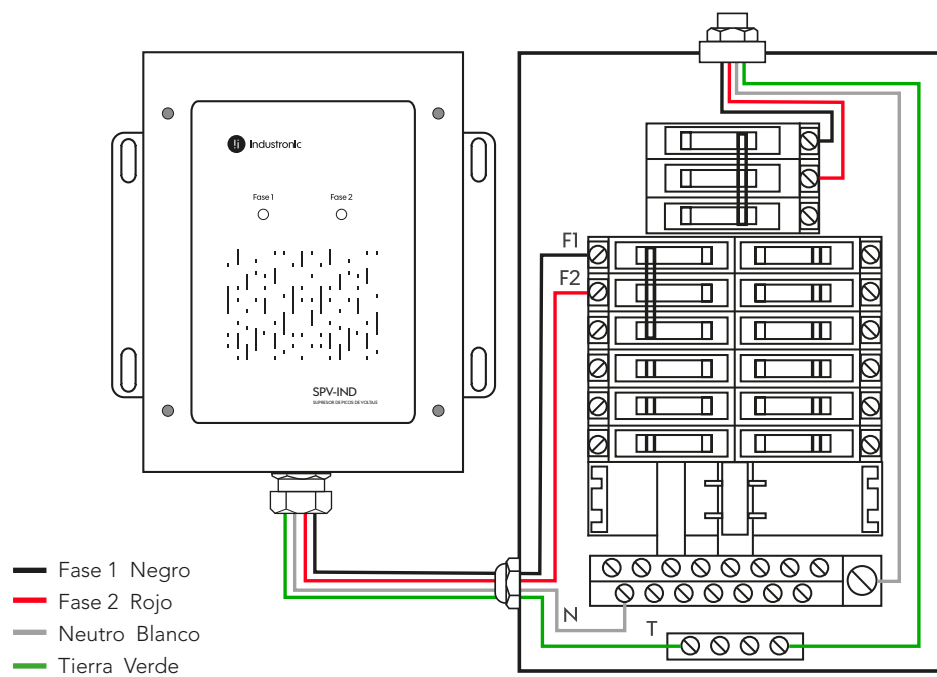 Industronic
Fase 1
Fase 2
SPV-IND
SUPRESOR DE PICOS DE VOLTAJE
F1
F2
N
T
Fase 1 Negro
Fase 2 Rojo
Neutro Blanco
Tierra Verde